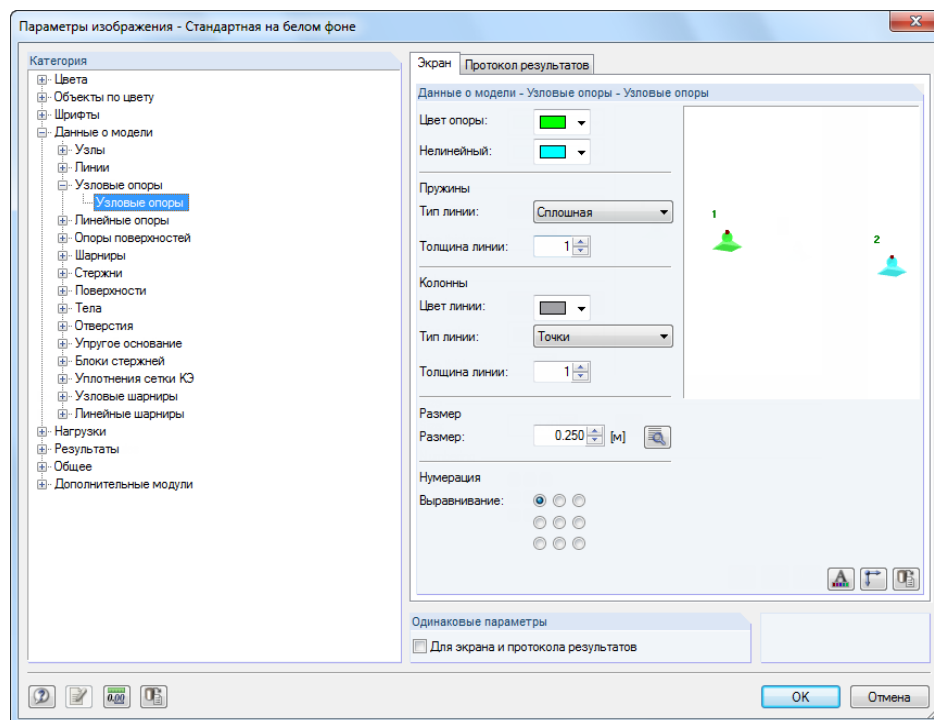 Параметры изображения - Стандартная на белом фоне
Категория
Цвета
Объекты по цвету
Шрифты
Данные о модели
Узлы
Линии
Узловые опоры
Узловые опоры
Линейные опоры
Опоры поверхностей
Шарниры
Стержни
Поверхности
Тела
Отверстия
Упругое основание
Блоки стержней
Уплотнения сетки КЭ
Узловые шарниры
Линейные шарниры
Нагрузки
Результаты
Общее
Дополнительные модули
Экран
Протокол результатов
Данные о модели - Узловые опоры - Узловые опоры
Цвет опоры:
Нелинейный:
Пружины
Тип линии:
Сплошная
Толщина линии:
1
Колонны
Цвет линии:
Тип линии:
Точки
Толщина линии:
1
Размер
Размер:
0.250
[м]
Нумерация
Выравнивание:
1
2
Одинаковые параметры
Для экрана и протокола результатов
0.00
OK
Отмена